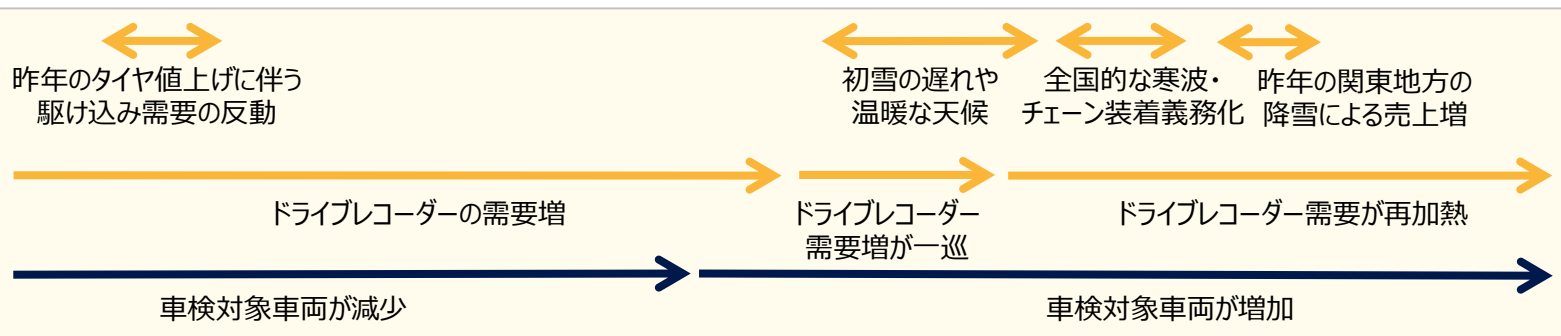 昨年のタイヤ値上げに伴う
駆け込み需要の反動
初雪の遅れや
温暖な天候
全国的な寒波・
チェーン装着義務化
昨年の関東地方の
降雪による売上増
ドライブレコーダーの需要増
ドライブレコーダー
需要増が一巡
ドライブレコーダー需要が再加熱
車検対象車両が減少
車検対象車両が増加